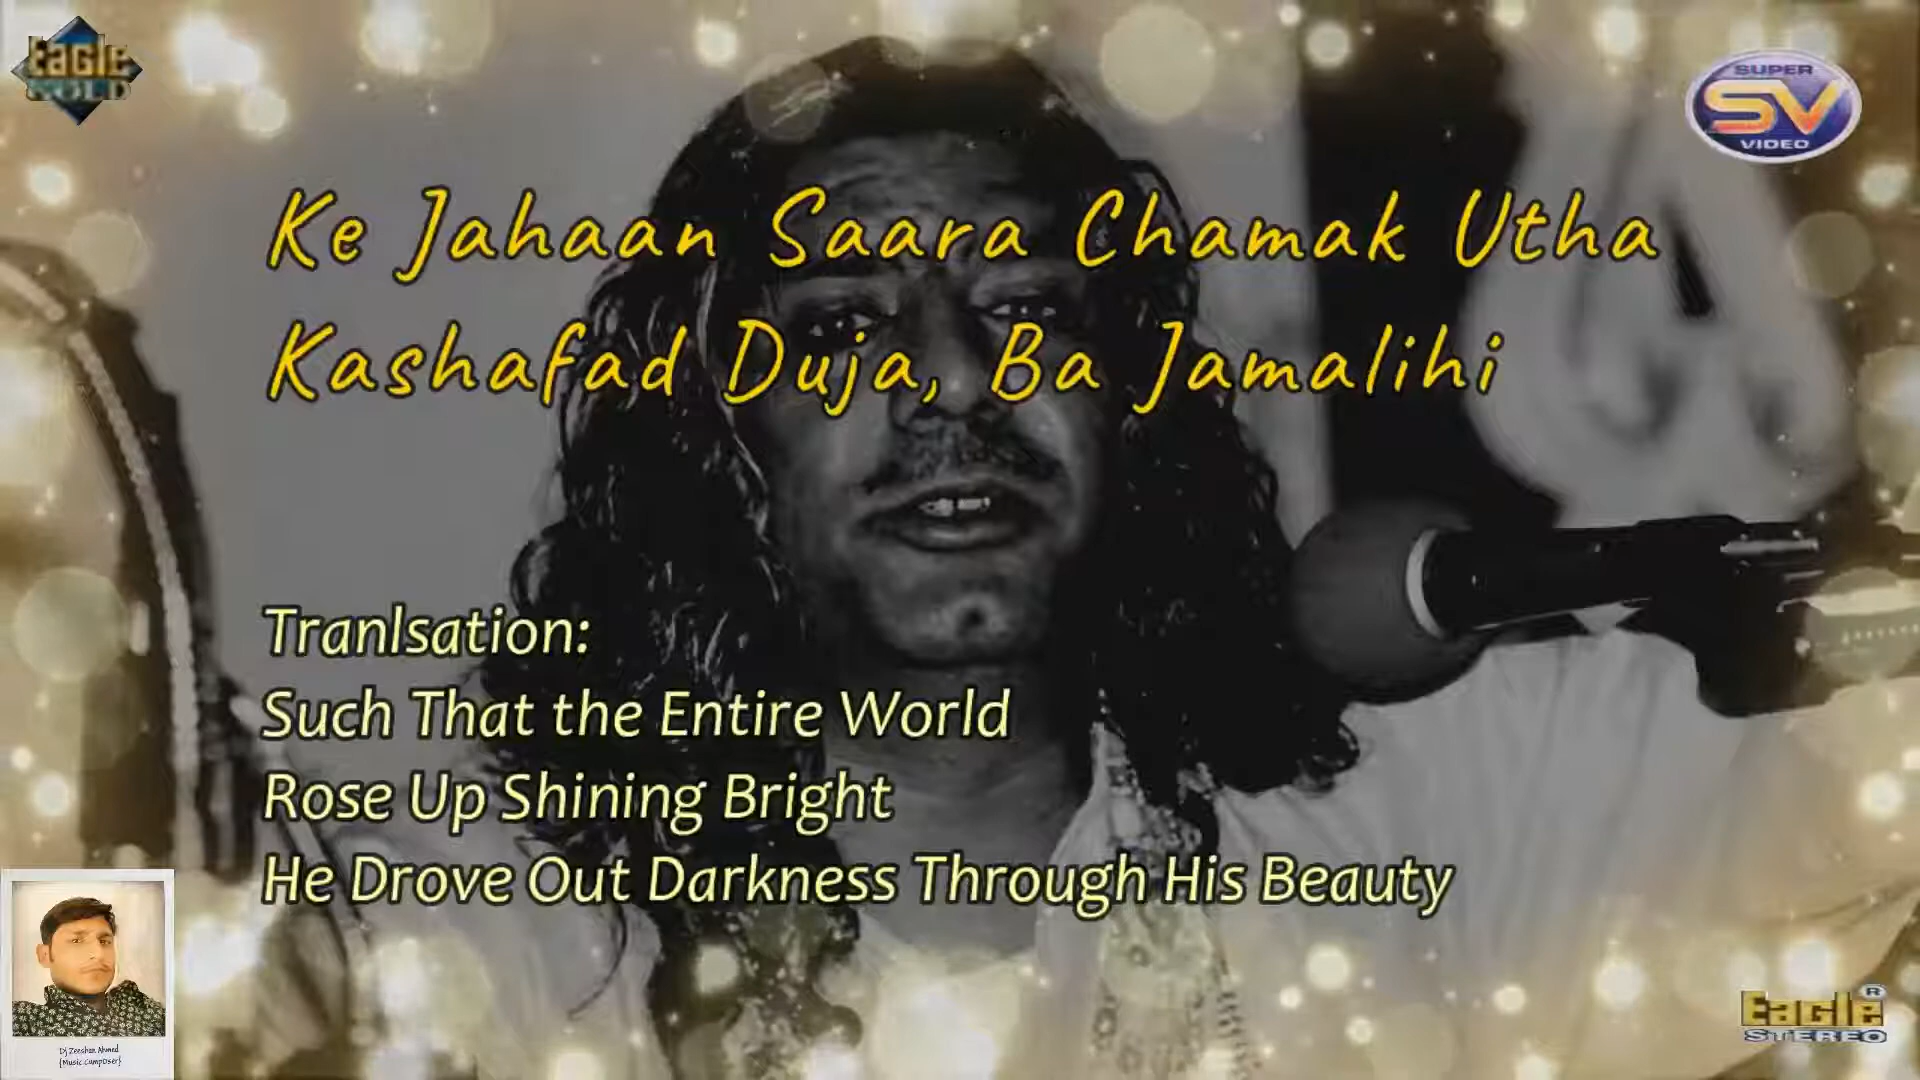 Eagle
GOLD
SUPER
SV
VIDEO
Ke Jahaan Saara Chamak Utha
Kashafad Duja, Ba Jamalihi
Tranlsation:
Such That the Entire World
Rose Up Shining Bright
He Drove Out Darkness Through His Beauty
Dj Zeeshan Ahmed
(Music Composer)
Eagle ®
STEREO